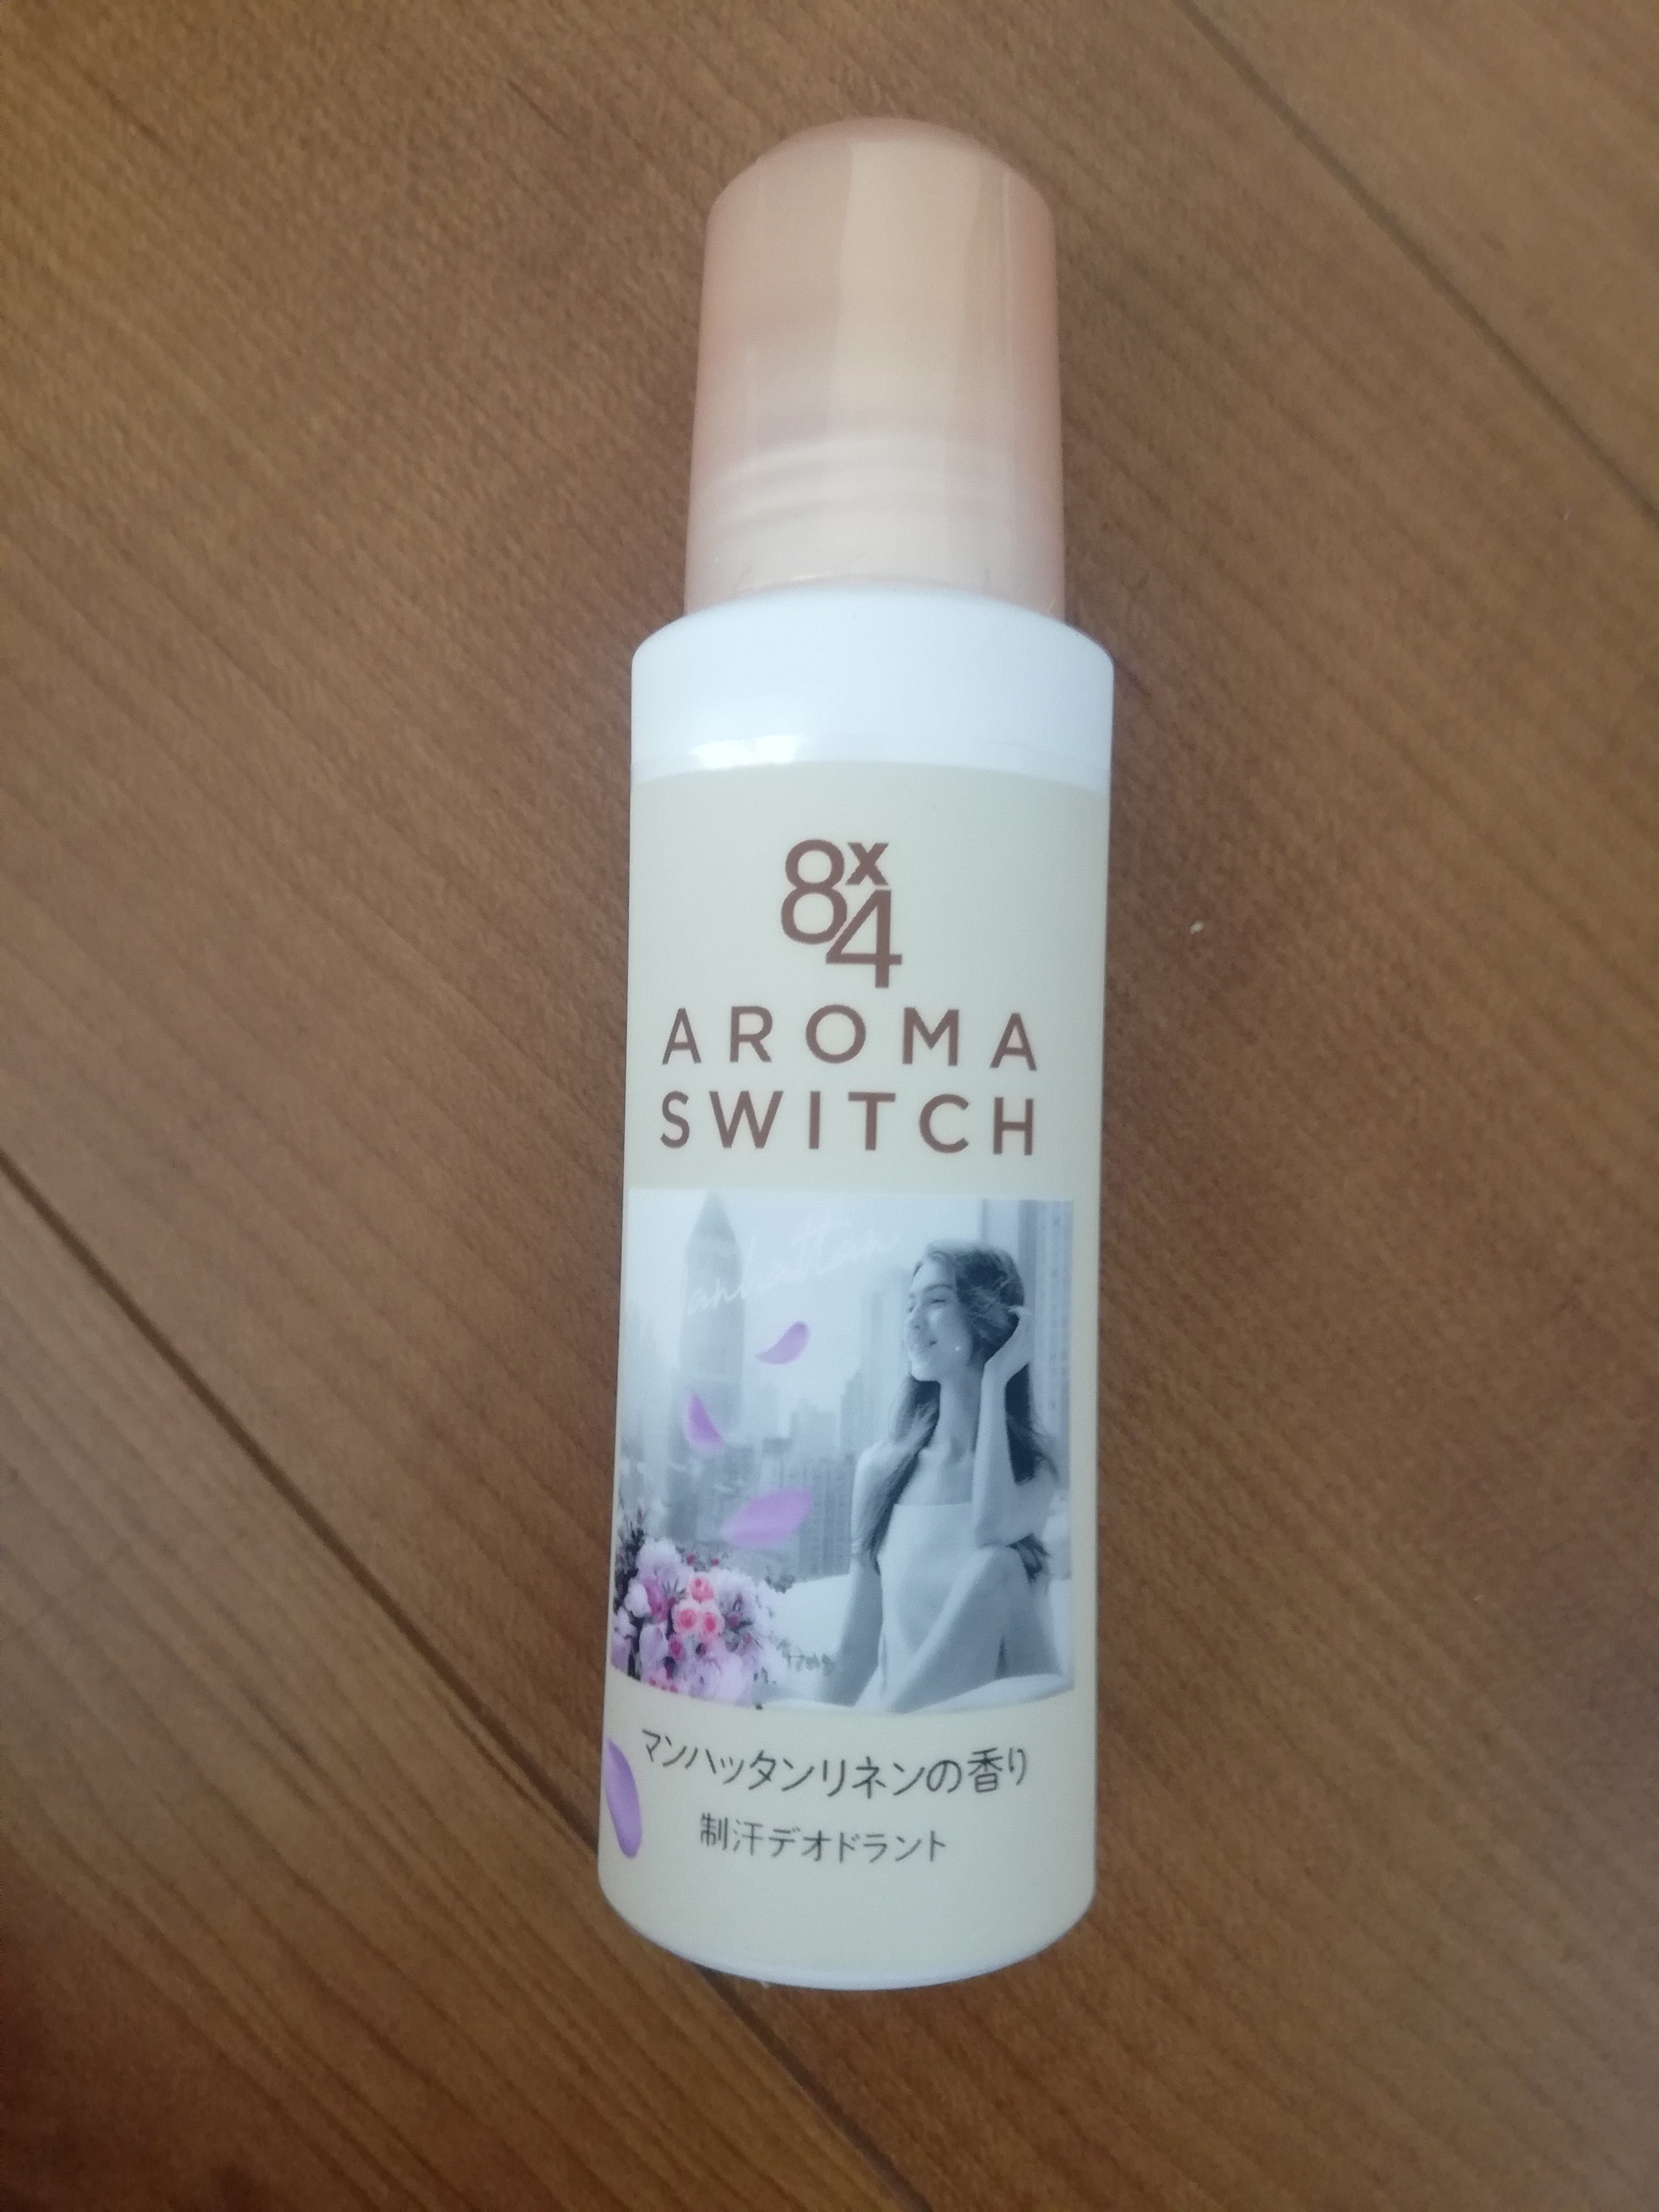 8x4
AROMA
SWITCH
Manhattan
マンハッタンリネンの香り
制汗デオドラント